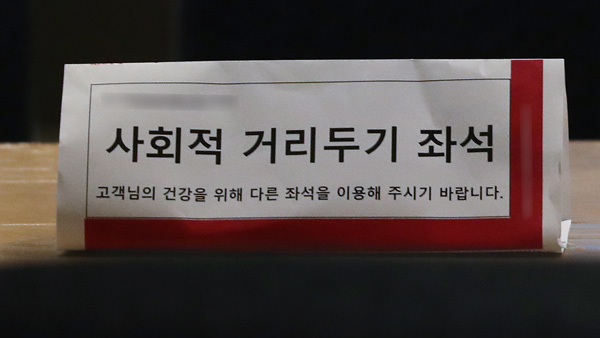 사회적 거리두기 좌석
고객님의 건강을 위해 다른 좌석을 이용해 주시기 바랍니다.